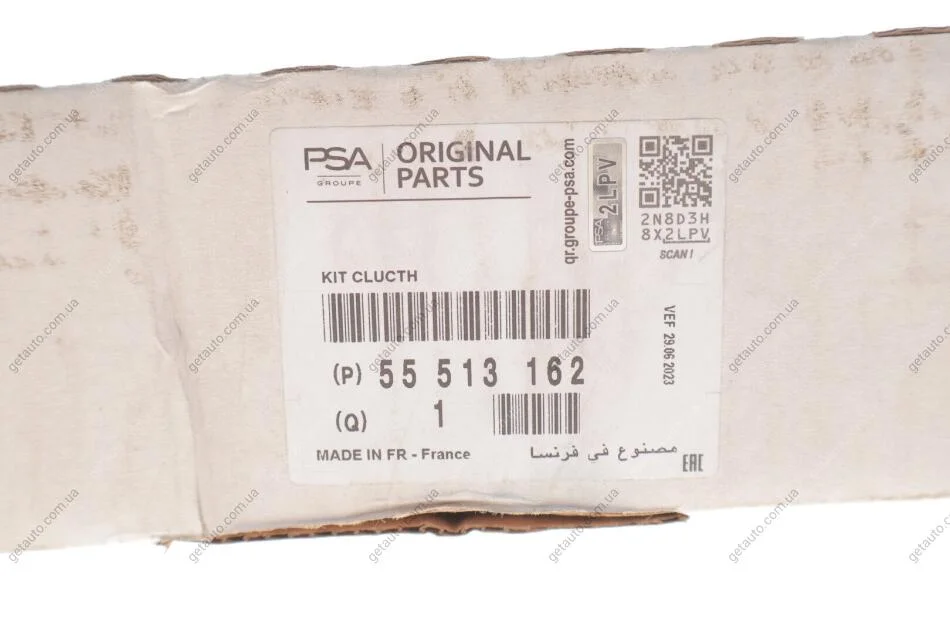 PSA
GROUPE
ORIGINAL
PARTS
qr.groupe-psa.com
PSA
2LPV
2N8D3H
8X2LPV
SCAN !
KIT CLUCTH
VEF 29.06 2023
(P) 55 513 162
(Q) 1
MADE IN FR - France
مصنوع في فرنسا
EAC
getauto.com.ua